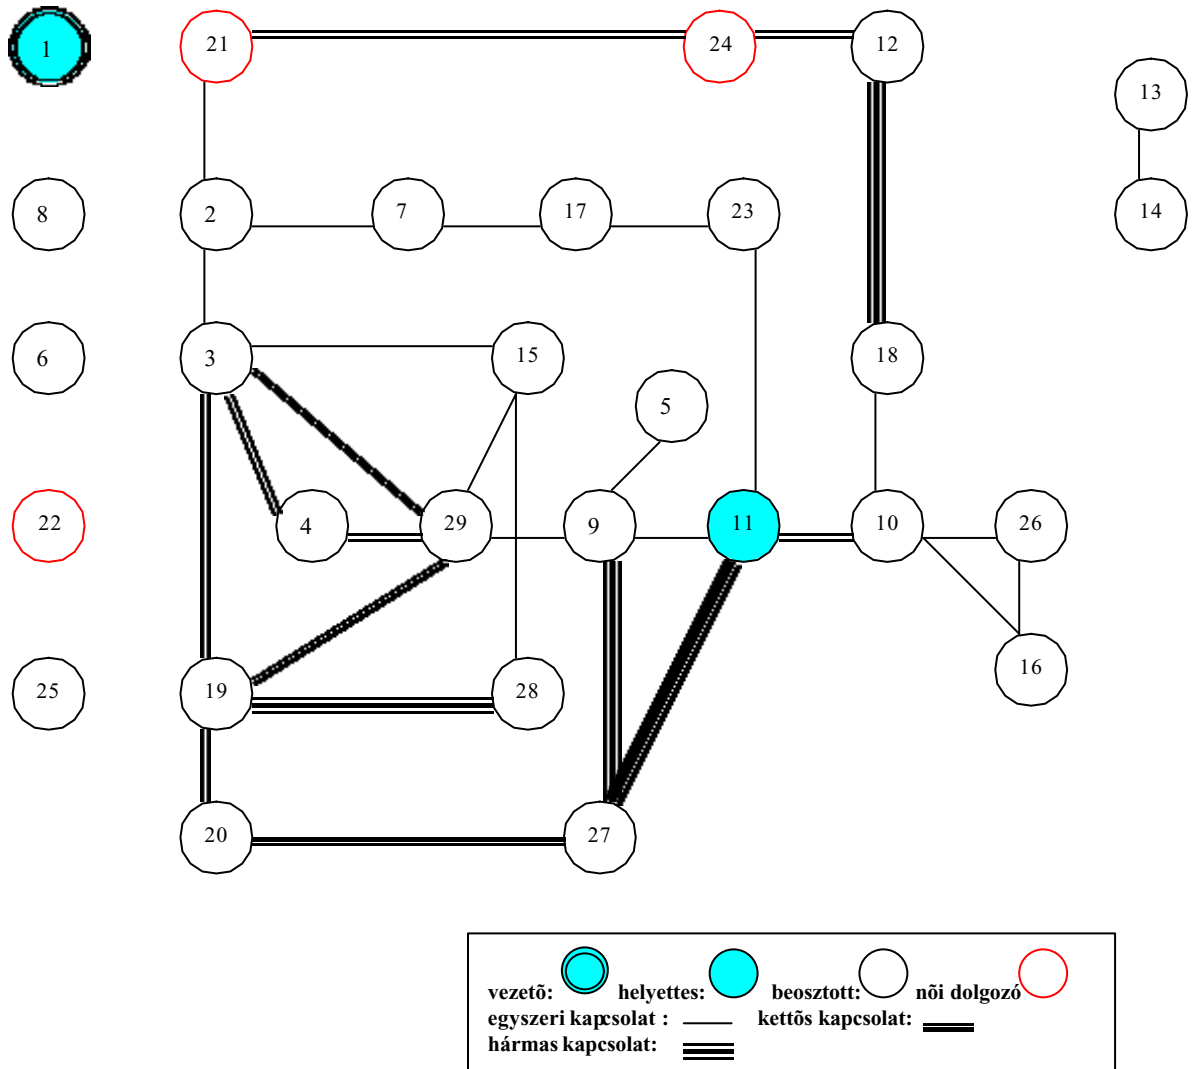 1 21 24 12
13
8 2 7 17 23 14
6 3 15 18
5
22 4 29 9 11 10 26
25 19 28 16
20 27
vezetõ: helyettes: beosztott: nõi dolgozó
egyszeri kapcsolat : kettõs kapcsolat:
hármas kapcsolat: